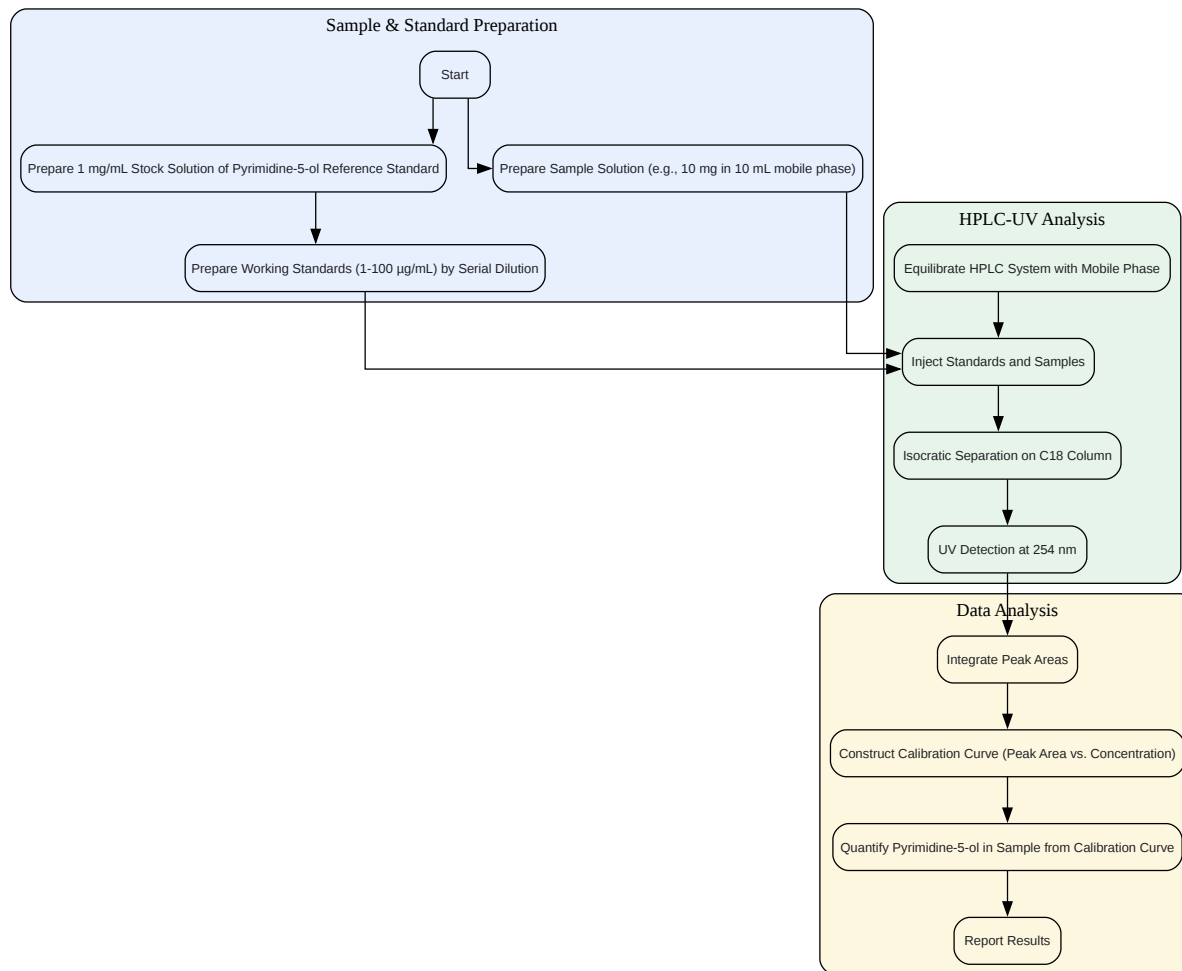 Sample & Standard Preparation
Start
Prepare 1 mg/mL Stock Solution of Pyrimidine-5-ol Reference Standard
Prepare Sample Solution (e.g., 10 mg in 10 mL mobile phase)
Prepare Working Standards (1-100 µg/mL) by Serial Dilution
HPLC-UV Analysis
Equilibrate HPLC System with Mobile Phase
Inject Standards and Samples
Isocratic Separation on C18 Column
UV Detection at 254 nm
Data Analysis
Integrate Peak Areas
Construct Calibration Curve (Peak Area vs. Concentration)
Quantify Pyrimidine-5-ol in Sample from Calibration Curve
Report Results